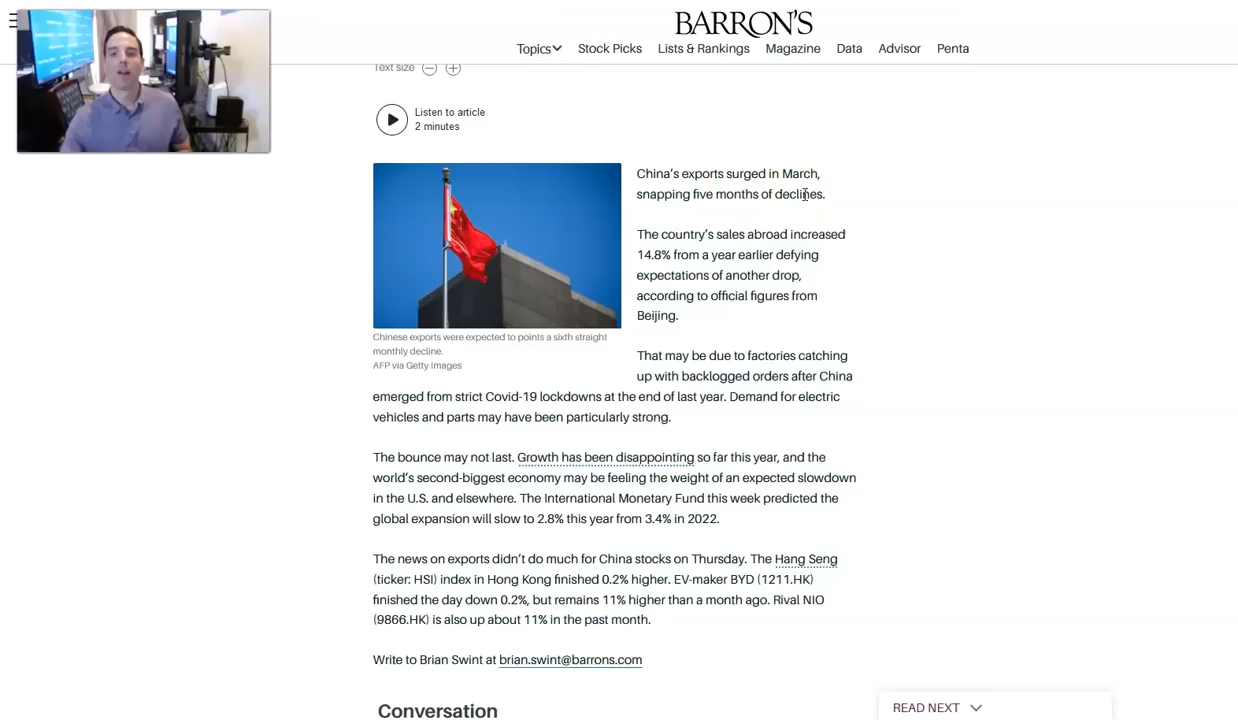 BARRON'S
Topics Stock Picks Lists & Rankings Magazine Data Advisor Penta
Text size
Listen to article
2 minutes
China's exports surged in March,
snapping five months of declines.
The country's sales abroad increased
14.8% from a year earlier defying
expectations of another drop,
according to official figures from
Beijing.
Chinese exports were expected to points a sixth straight
monthly decline.
AFP via Getty Images
That may be due to factories catching
up with backlogged orders after China
emerged from strict Covid-19 lockdowns at the end of last year. Demand for electric
vehicles and parts may have been particularly strong.
The bounce may not last. Growth has been disappointing so far this year, and the
world's second-biggest economy may be feeling the weight of an expected slowdown
in the U.S. and elsewhere. The International Monetary Fund this week predicted the
global expansion will slow to 2.8% this year from 3.4% in 2022.
The news on exports didn't do much for China stocks on Thursday. The Hang Seng
(ticker: HSI) index in Hong Kong finished 0.2% higher. EV-maker BYD (1211.HK)
finished the day down 0.2%, but remains 11% higher than a month ago. Rival NIO
(9866.HK) is also up about 11% in the past month.
Write to Brian Swint at brian.swint@barrons.com
Conversation
READ NEXT